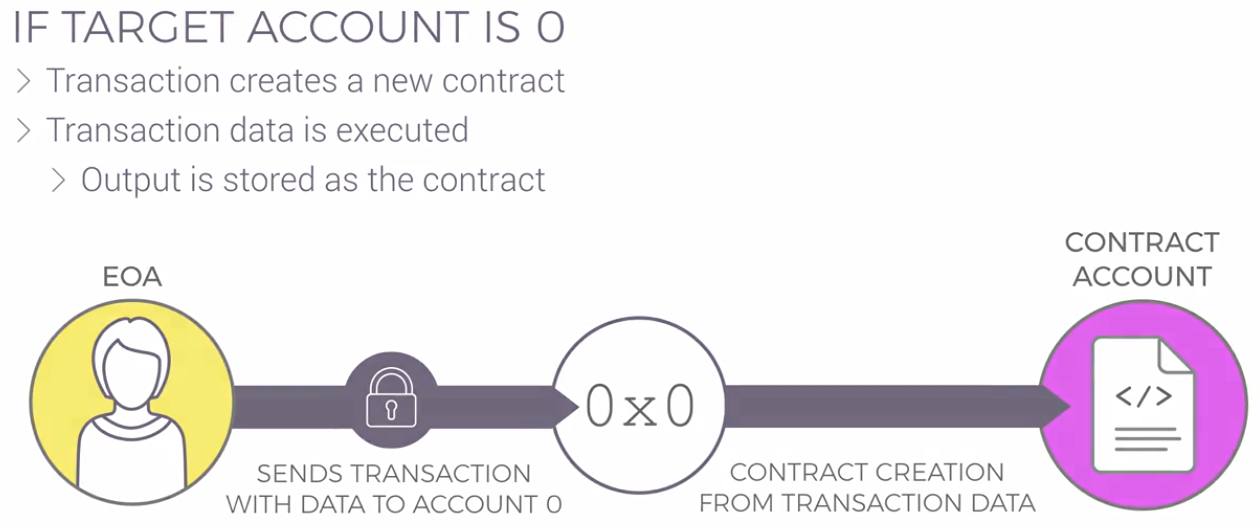 IF TARGET ACCOUNT IS 0
> Transaction creates a new contract
> Transaction data is executed
> Output is stored as the contract
EOA
CONTRACT
ACCOUNT
0x0
</>
SENDS TRANSACTION
WITH DATA TO ACCOUNT 0
CONTRACT CREATION
FROM TRANSACTION DATA